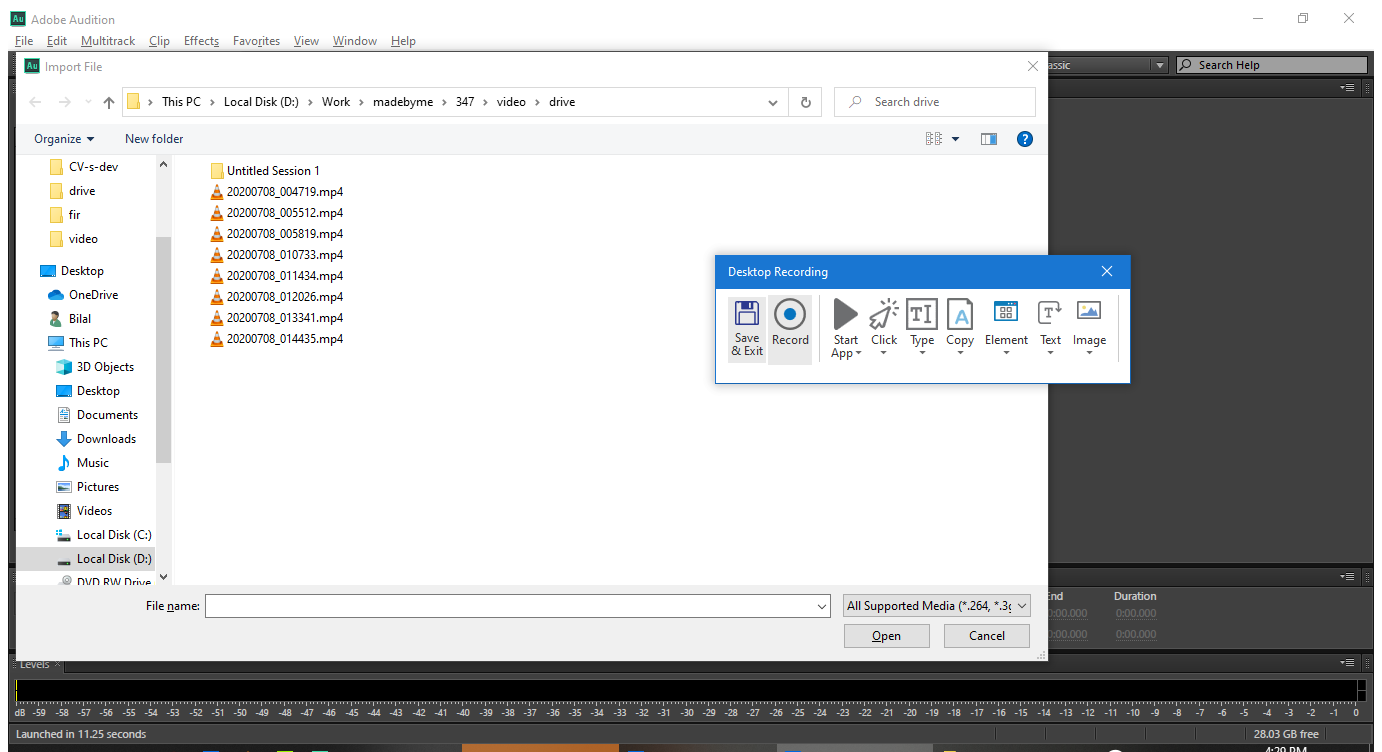 Au Adobe Audition
File Edit Multitrack Clip Effects Favorites View Window Help
Au Import File
assic
Search Help
This PC > Local Disk (D:) > Work > madebyme > 347 > video > drive
Search drive
Organize
New folder
CV-s-dev
drive
fir
video
Desktop
OneDrive
Bilal
This PC
3D Objects
Desktop
Documents
Downloads
Music
Pictures
Videos
Local Disk (C:)
Local Disk (D:)
DVD RW Drive
Untitled Session 1
20200708_004719.mp4
20200708_005512.mp4
20200708_005819.mp4
20200708_010733.mp4
20200708_011434.mp4
20200708_012026.mp4
20200708_013341.mp4
20200708_014435.mp4
Desktop Recording
Save & Exit
Record
Start App
Click
Type
Copy
Element
Text
Image
File name:
All Supported Media (*.264, *.3g
Open
Cancel
End Duration
0:00.000 0:00.000
0:00.000 0:00.000
Levels
dB -59 -58 -57 -56 -55 -54 -53 -52 -51 -50 -49 -48 -47 -46 -45 -44 -43 -42 -41 -40 -39 -38 -37 -36 -35 -34 -33 -32 -31 -30 -29 -28 -27 -26 -25 -24 -23 -22 -21 -20 -19 -18 -17 -16 -15 -14 -13 -12 -11 -10 -9 -8 -7 -6 -5 -4 -3 -2 -1 0
Launched in 11.25 seconds
28.03 GB free
4:29 PM